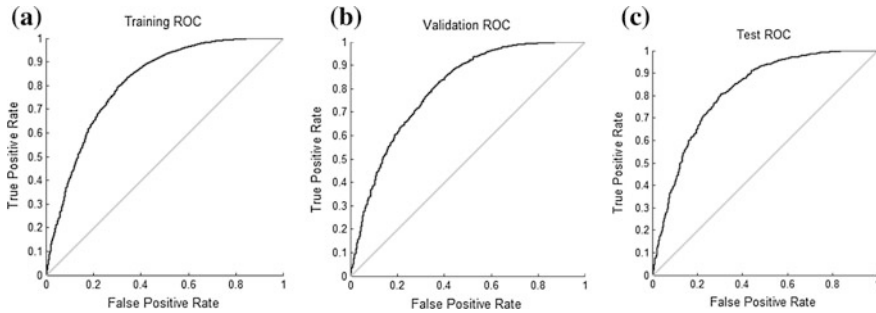 (a)
Training ROC
True Positive Rate
1
0.9
0.8
0.7
0.6
0.5
0.4
0.3
0.2
0.1
0
0 0.2 0.4 0.6 0.8 1
False Positive Rate
(b)
Validation ROC
True Positive Rate
1
0.9
0.8
0.7
0.6
0.5
0.4
0.3
0.2
0.1
0
0 0.2 0.4 0.6 0.8 1
False Positive Rate
(c)
Test ROC
True Positive Rate
1
0.9
0.8
0.7
0.6
0.5
0.4
0.3
0.2
0.1
0
0 0.2 0.4 0.6 0.8 1
False Positive Rate